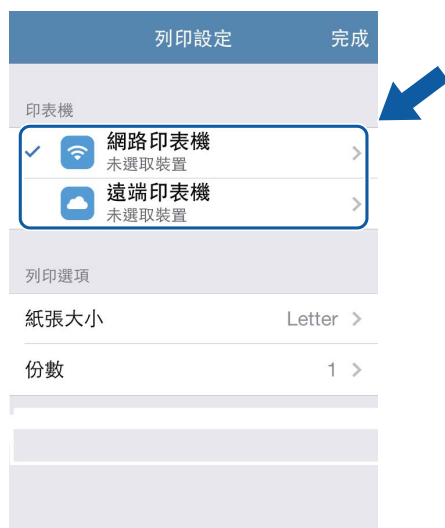 列印設定 完成
印表機
網路印表機
未選取裝置
遠端印表機
未選取裝置
列印選項
紙張大小 Letter
份數 1